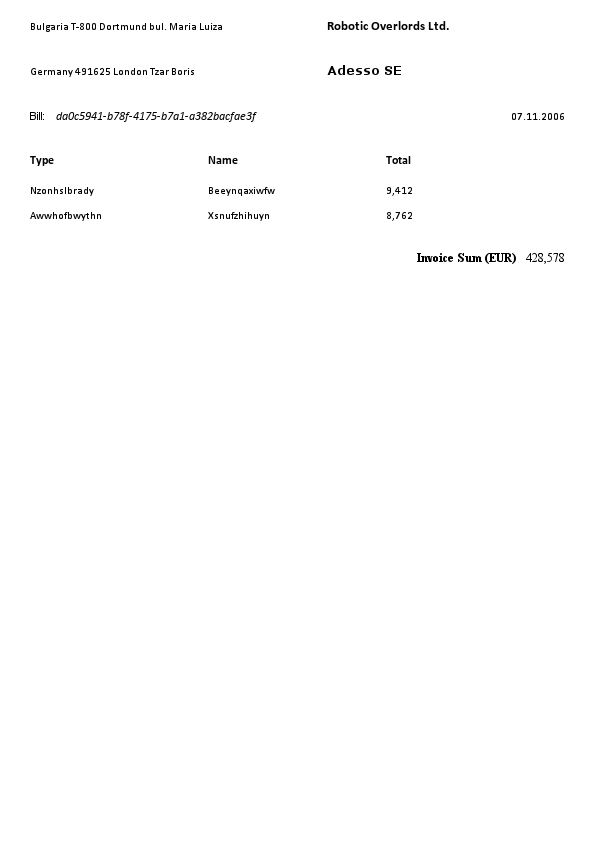 Bulgaria T-800 Dortmund bul. Maria Luiza Robotic Overlords Ltd.
Germany 491625 London Tzar Boris Adesso SE
Bill: da0c5941-b78f-4175-b7a1-a382bacfae3f 07.11.2006
Type Name Total
Nzonhslbrady Beeynqaxiwfw 9,412
Awwhofbwythn Xsnufzhihuyn 8,762
Invoice Sum (EUR) 428,578